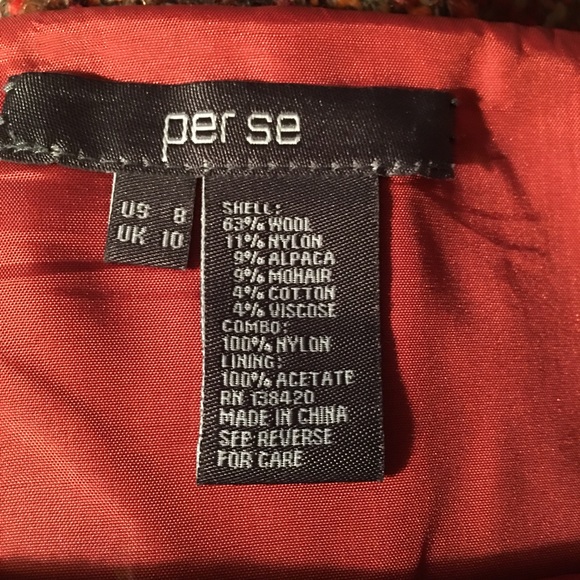 per se
US 8
UK 10
SHELL:
63% WOOL
11% NYLON
9% ALPACA
9% MOHAIR
4% COTTON
4% VISCOSE
COMBO:
100% NYLON
LINING:
100% ACETATE
RN 138420
MADE IN CHINA
SEE REVERSE
FOR CARE